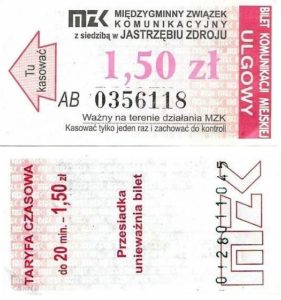 MZK MIĘDZYGMINNY ZWIĄZEK
KOMUNIKACYJNY
z siedzibą w JASTRZĘBIU ZDROJU
Tu
kasować
1,50 zł
AB 0356118
Ważny na terenie działania MZK
Kasować tylko jeden raz i zachować do kontroli
BILET KOMUNIKACJI MIEJSKIEJ
ULGOWY
TARYFA CZASOWA
do 20 min. – 1,50 zł
Przesiadka
unieważnia bilet
0128011045
MZK